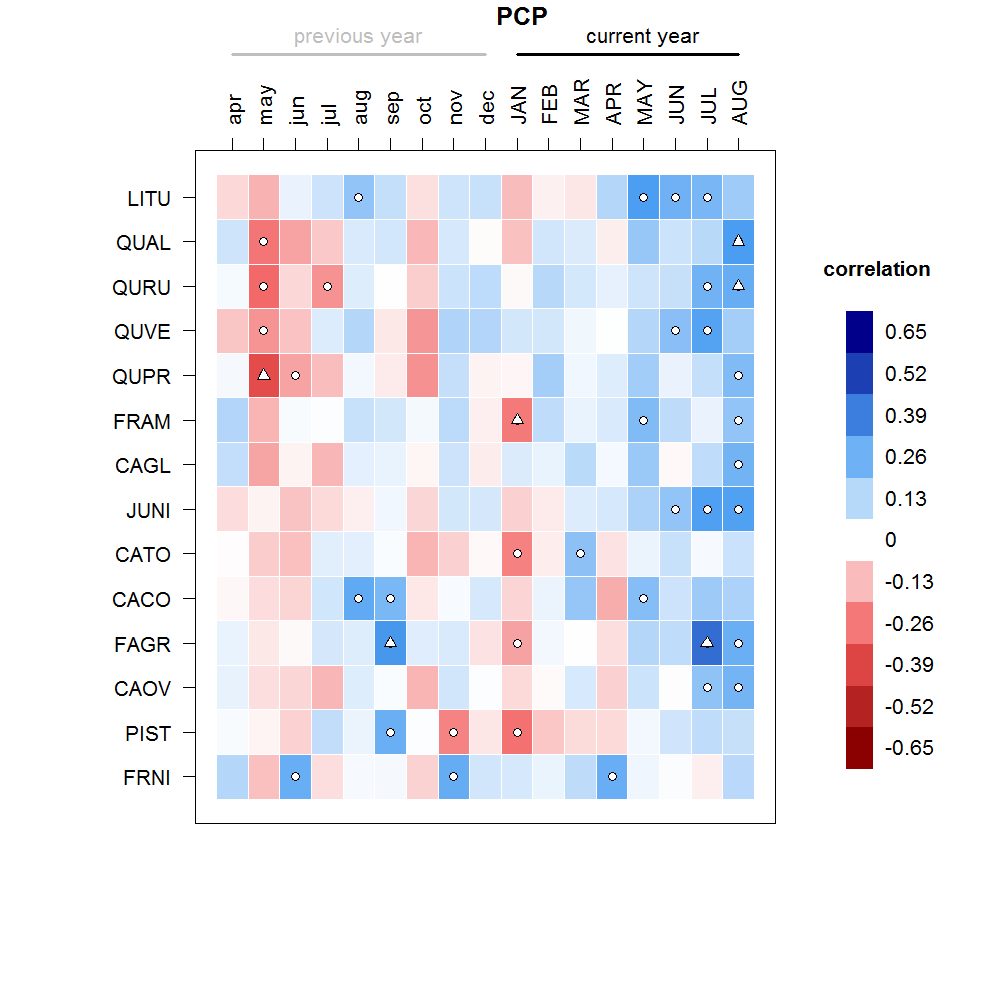 PCP
previous year current year
apr may jun jul aug sep oct nov dec JAN FEB MAR APR MAY JUN JUL AUG
LITU
QUAL
QURU
QUVE
QUPR
FRAM
CAGL
JUNI
CATO
CACO
FAGR
CAOV
PIST
FRNI
correlation
0.65
0.52
0.39
0.26
0.13
0
-0.13
-0.26
-0.39
-0.52
-0.65